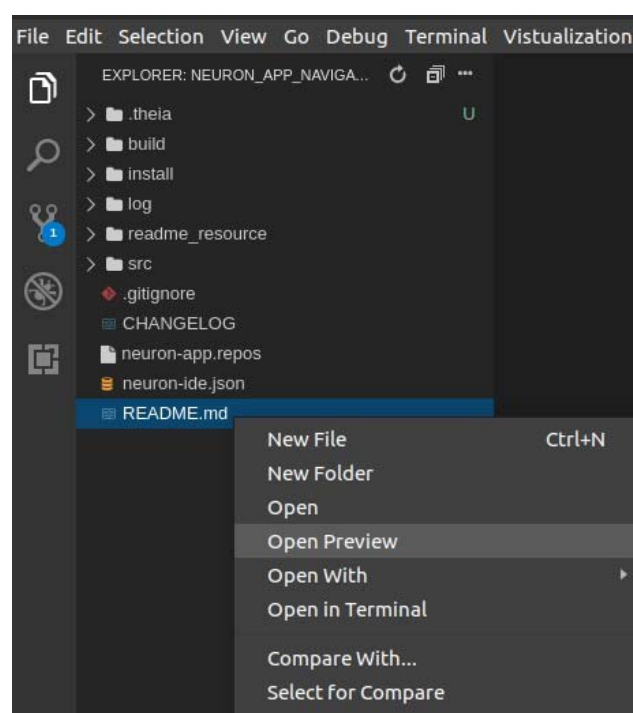 File Edit Selection View Go Debug Terminal Vistualization
EXPLORER: NEURON_APP_NAVIGA...
.theia U
build
install
log
readme_resource
1
src
.gitignore
CHANGELOG
neuron-app.repos
neuron-ide.json
README.md
New File Ctrl+N
New Folder
Open
Open Preview
Open With
Open in Terminal
Compare With...
Select for Compare